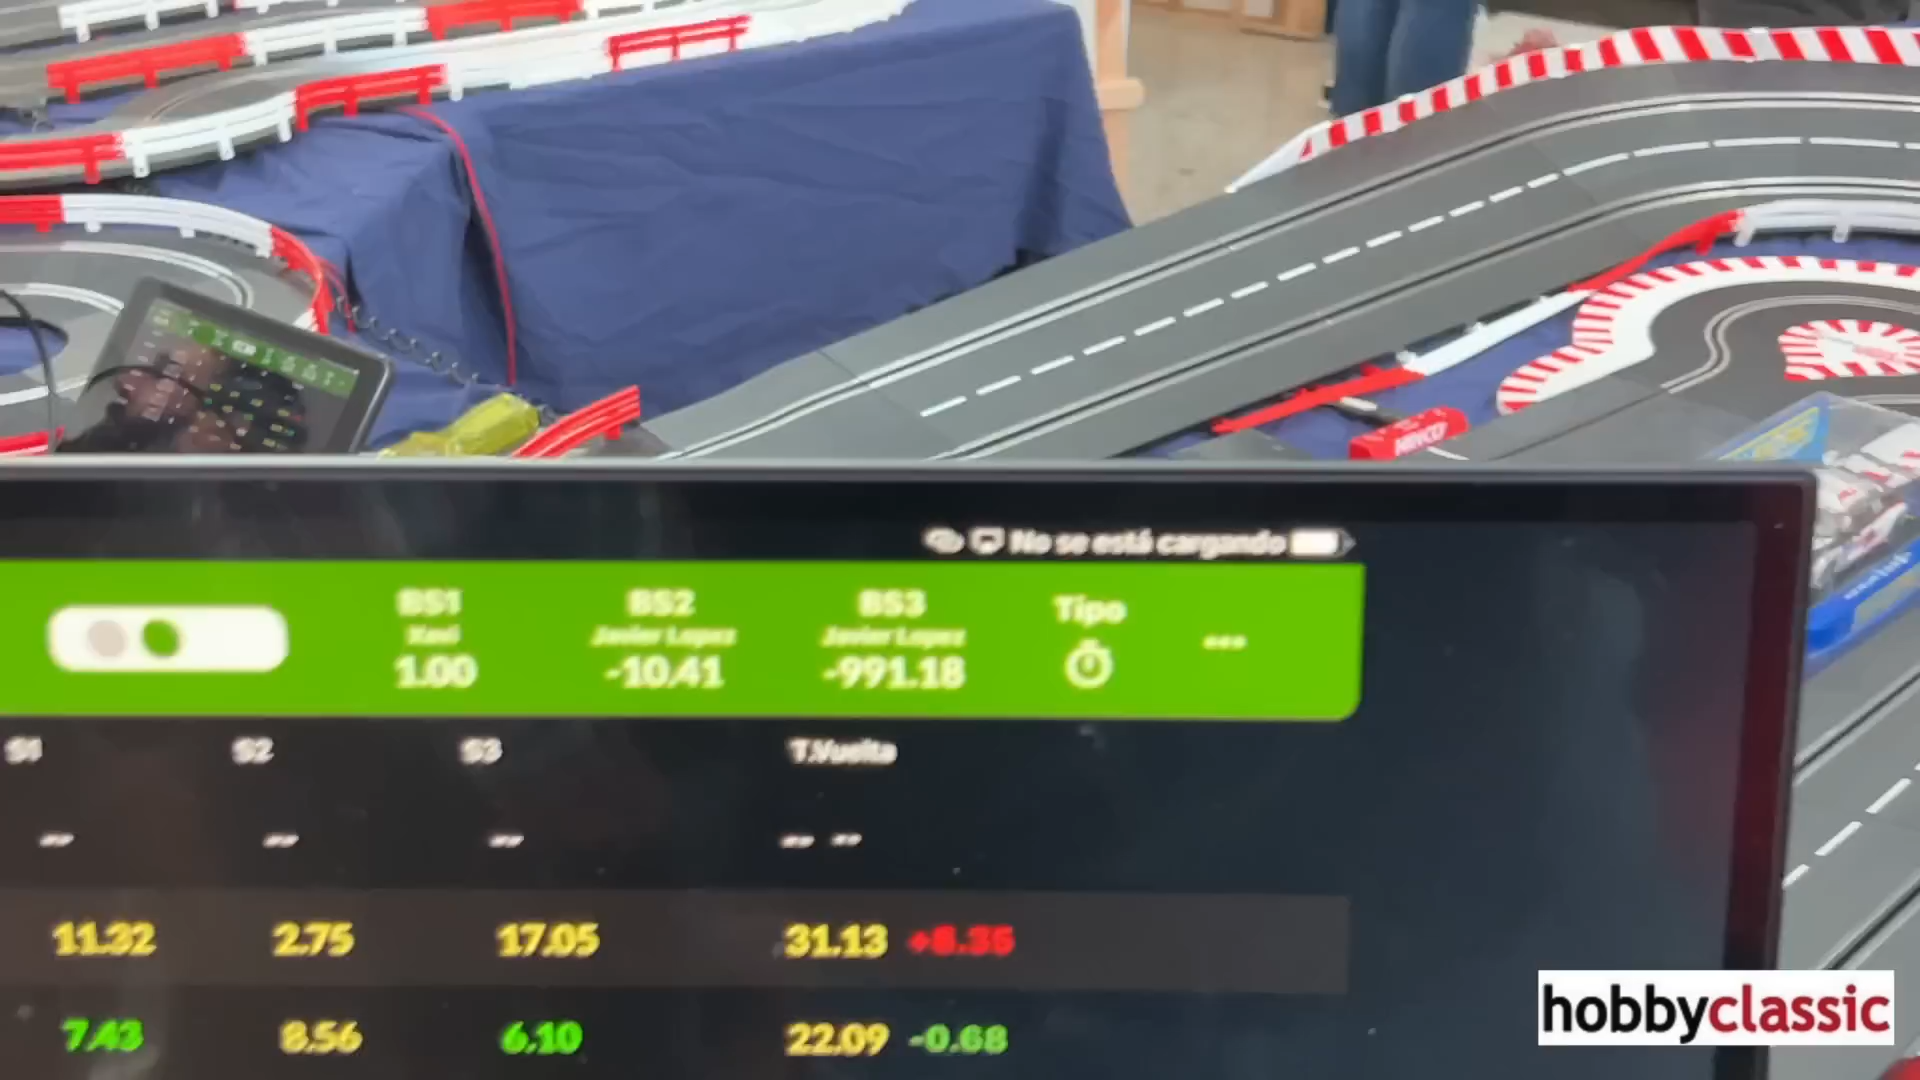 NINCO
No se está cargando
BS1 BS2 BS3 Tipo
Xavi Javier Lopez Javier Lopez
1.00 -10.41 -991.18 ...
S1 S2 S3 T.Vuelta
-- -- -- -- --
11.32 2.75 17.05 31.13
7.43 8.56 6.10 22.09 -0.68
hobbyclassic